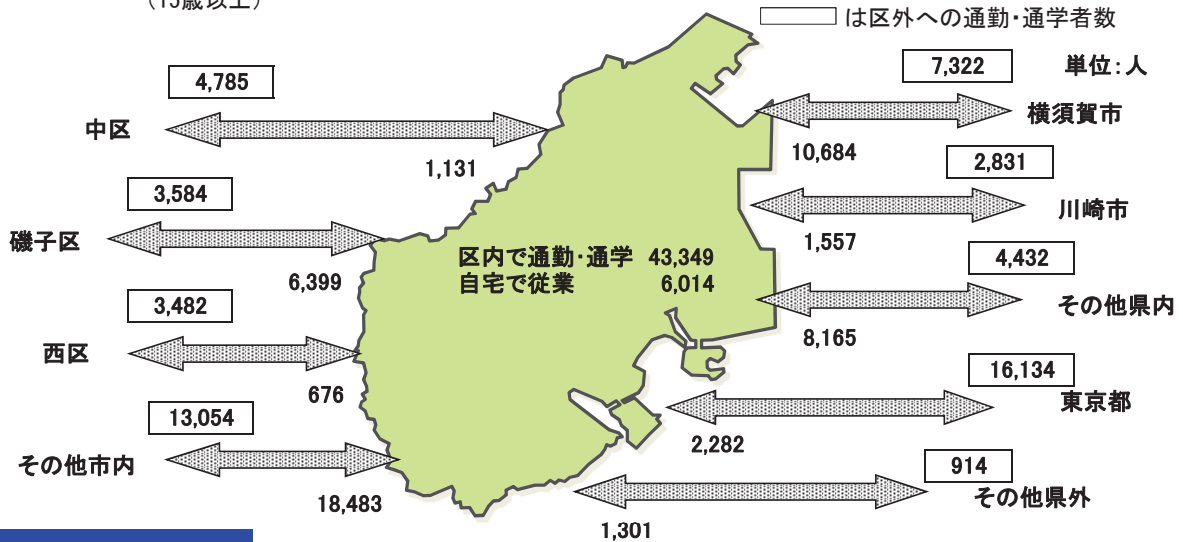 （15歳以上）
は区外への通勤・通学者数
単位：人
4,785
中区
1,131
3,584
磯子区
6,399
3,482
西区
676
13,054
その他市内
18,483
区内で通勤・通学 43,349
自宅で従業 6,014
7,322
横須賀市
10,684
2,831
川崎市
1,557
4,432
その他県内
8,165
16,134
東京都
2,282
914
その他県外
1,301